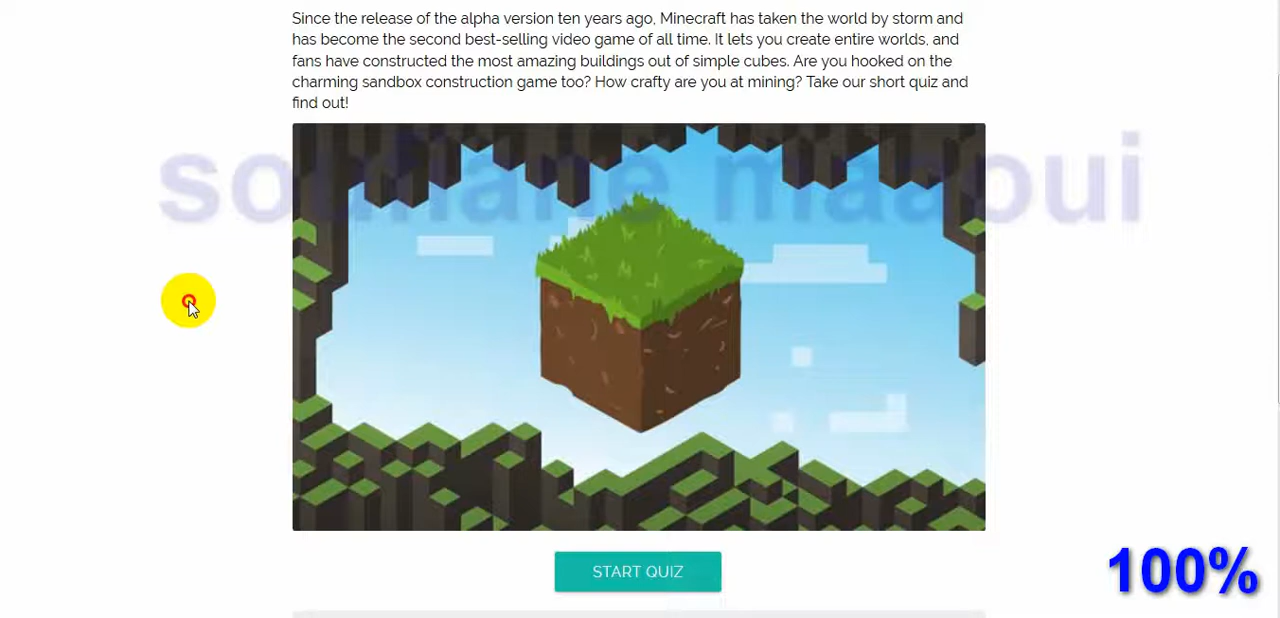 Since the release of the alpha version ten years ago, Minecraft has taken the world by storm and
has become the second best-selling video game of all time. It lets you create entire worlds, and
fans have constructed the most amazing buildings out of simple cubes. Are you hooked on the
charming sandbox construction game too? How crafty are you at mining? Take our short quiz and
find out!
soufiane maaoui
START QUIZ
100%